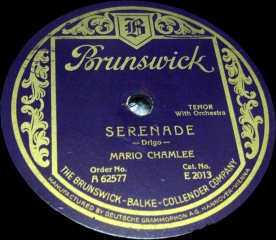 B
Brunswick
TENOR
With Orchestra
SERENADE
—Drigo—
MARIO CHAMLEE
Order No.
A 62577
Cat. No.
E 2013
THE BRUNSWICK-BALKE-COLLENDER COMPANY
MANUFACTURED BY DEUTSCHE GRAMMOPHON A.G. HANNOVER-VIENNA